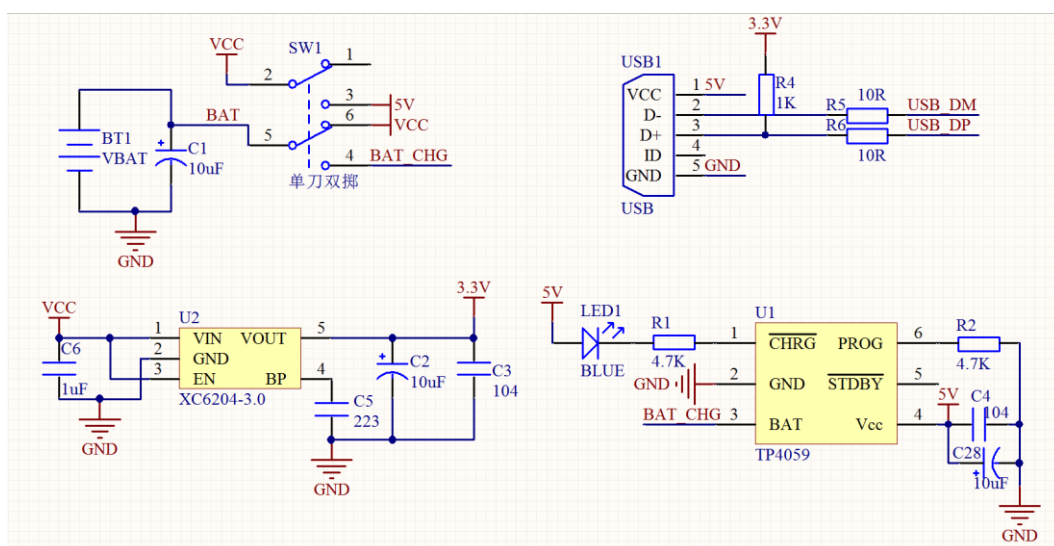 VCC
SW1
1
2
3
5V
6
VCC
BAT
5
4
BAT_CHG
单刀双掷
BT1
VBAT
C1
10uF
GND
3.3V
USB1
R4
1K
VCC
1
5V
D-
2
R5
10R
USB_DM
D+
3
R6
10R
USB_DP
ID
4
GND
5
GND
USB
VCC
U2
3.3V
1
VIN
VOUT
5
2
GND
3
EN
BP
4
XC6204-3.0
C6
1uF
GND
C2
10uF
C3
104
C5
223
GND
5V
LED1
BLUE
R1
4.7K
U1
1
CHRG
PROG
6
R2
4.7K
GND
2
GND
STDBY
5
BAT_CHG
3
BAT
Vcc
4
TP4059
5V
C4
104
C28
10uF
GND